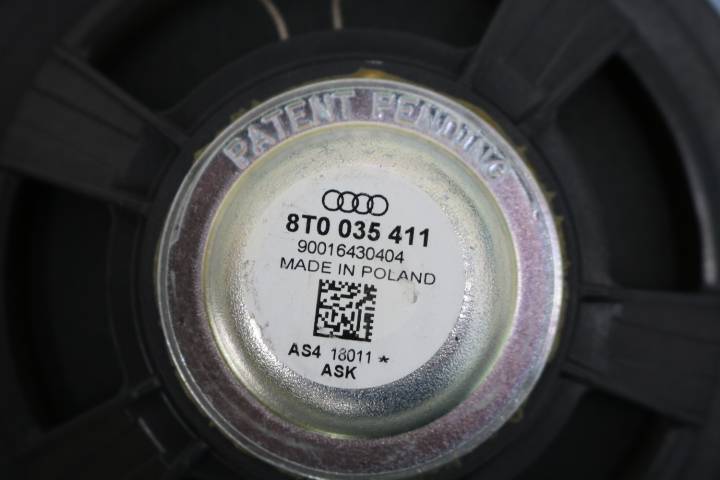 PATENT PENDING
8T0 035 411
90016430404
MADE IN POLAND
AS4 18011 *
ASK